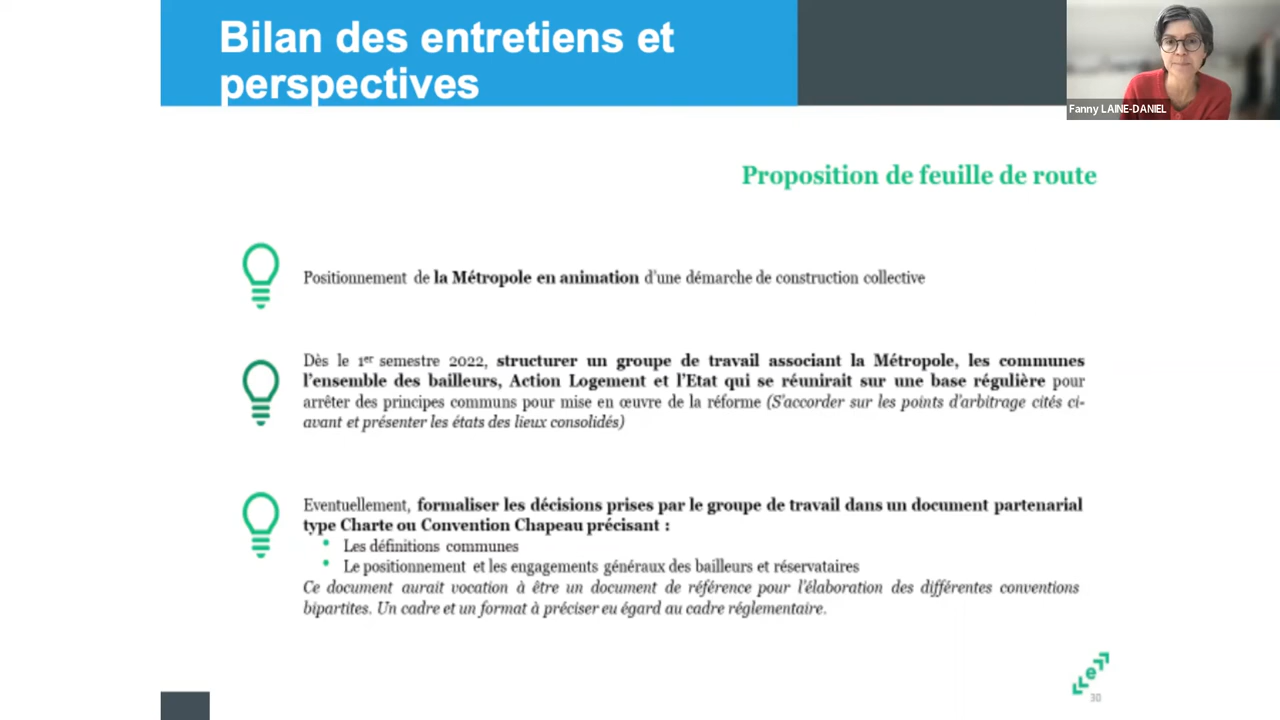 Bilan des entretiens et
perspectives
Fanny LAINE-DANIEL
Proposition de feuille de route
Positionnement de la Métropole en animation d'une démarche de construction collective
Dès le 1er semestre 2022, structurer un groupe de travail associant la Métropole, les communes
l'ensemble des bailleurs, Action Logement et l'Etat qui se réunirait sur une base régulière pour
arrêter des principes communs pour mise en œuvre de la réforme (S'accorder sur les points d'arbitrage cités ci-
avant et présenter les états des lieux consolidés)
Eventuellement, formaliser les décisions prises par le groupe de travail dans un document partenarial
type Charte ou Convention Chapeau précisant :
• Les définitions communes
• Le positionnement et les engagements généraux des bailleurs et réservataires
Ce document aurait vocation à être un document de référence pour l'élaboration des différentes conventions
bipartites. Un cadre et un format à préciser eu égard au cadre réglementaire.
e
30